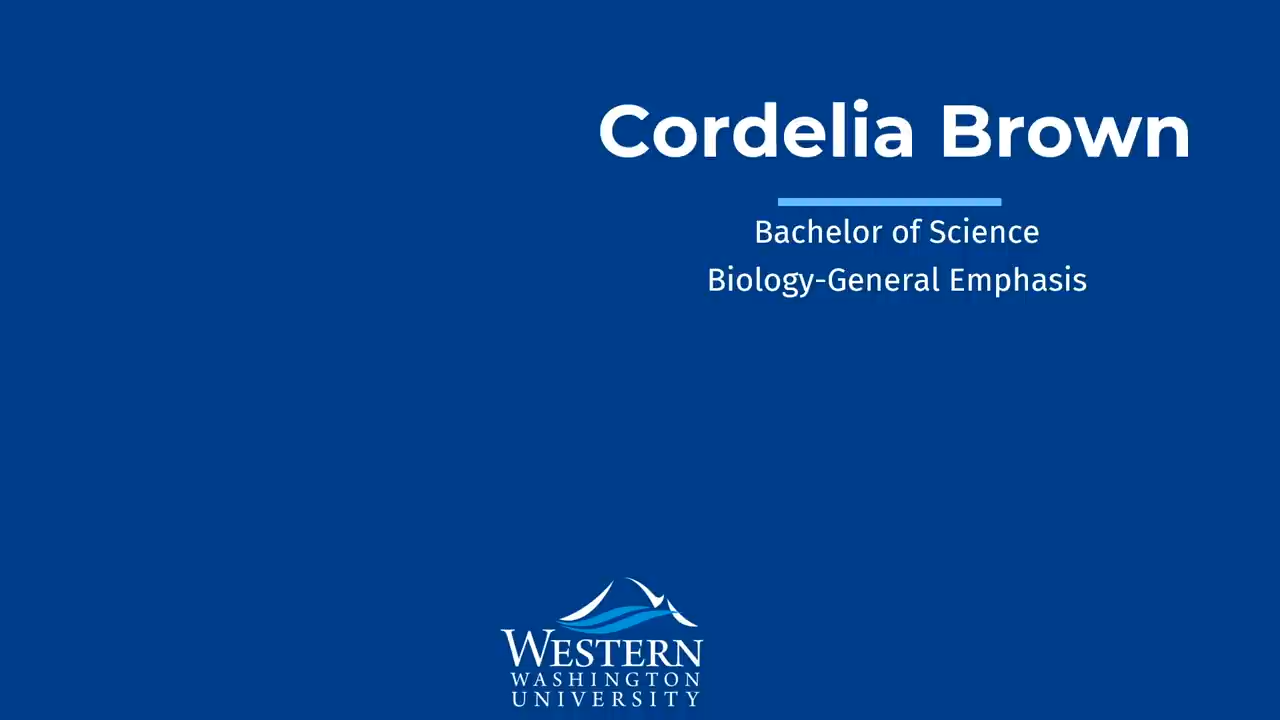 Cordelia Brown
Bachelor of Science
Biology-General Emphasis
WESTERN
WASHINGTON
UNIVERSITY